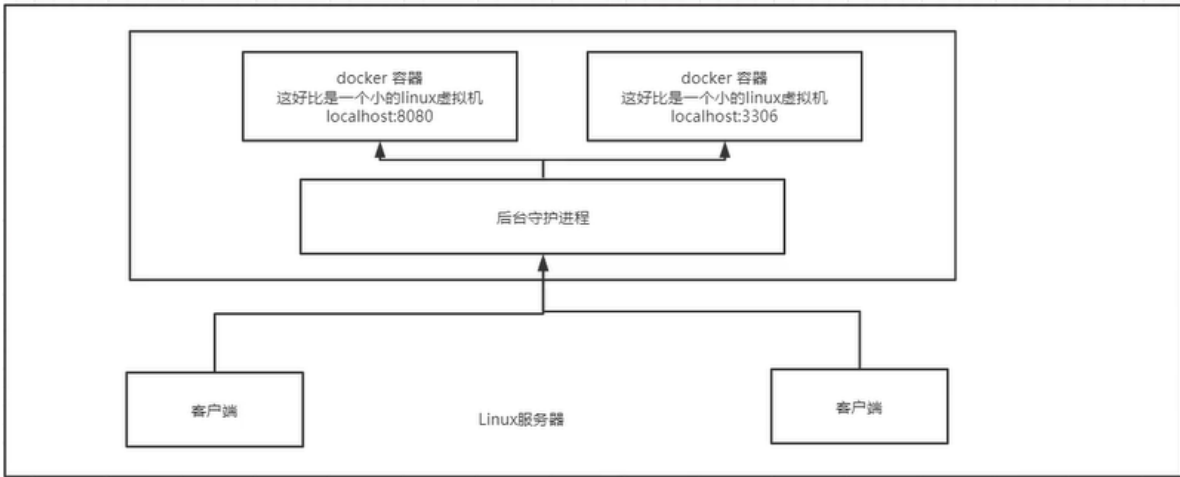 docker 容器
这好比是一个小的linux虚拟机
localhost:8080
docker 容器
这好比是一个小的linux虚拟机
localhost:3306
后台守护进程
客户端
Linux服务器
客户端